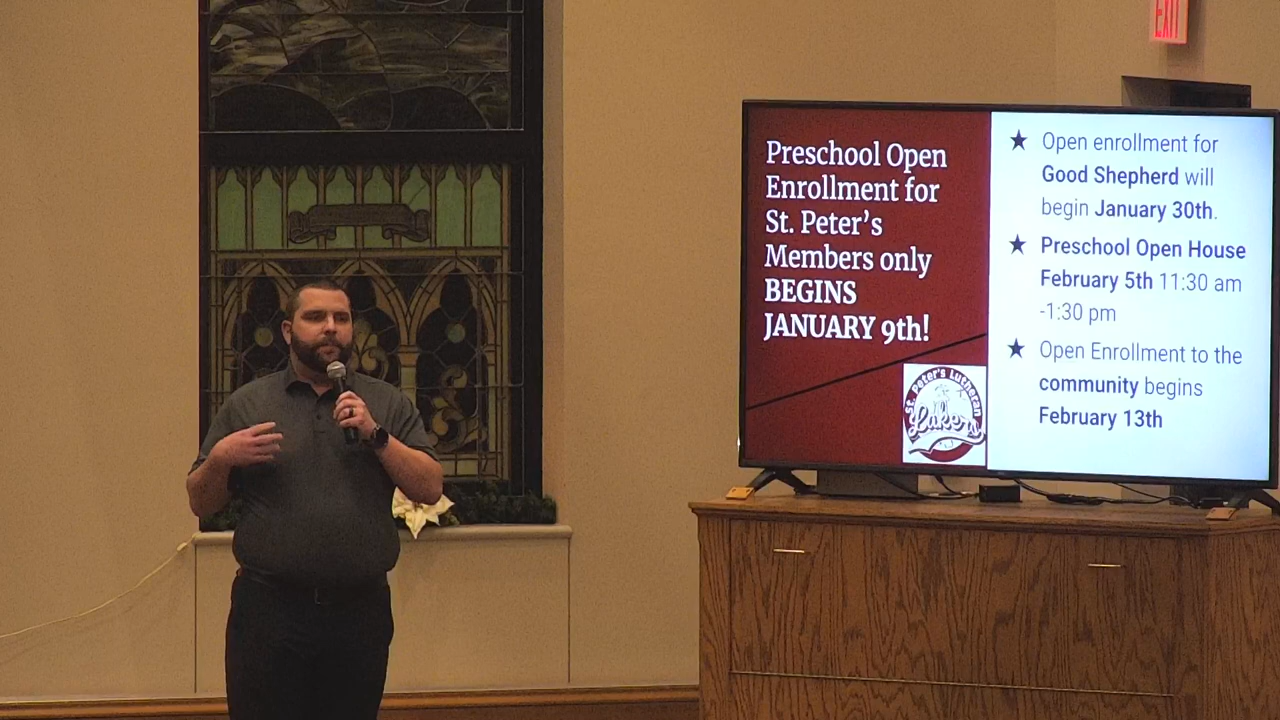 EXIT
Preschool Open
Enrollment for
St. Peter's
Members only
BEGINS
JANUARY 9th!
St. Peter's Lutheran
Lakers
★ Open enrollment for
Good Shepherd will
begin January 30th.
★ Preschool Open House
February 5th 11:30 am
-1:30 pm
★ Open Enrollment to the
community begins
February 13th